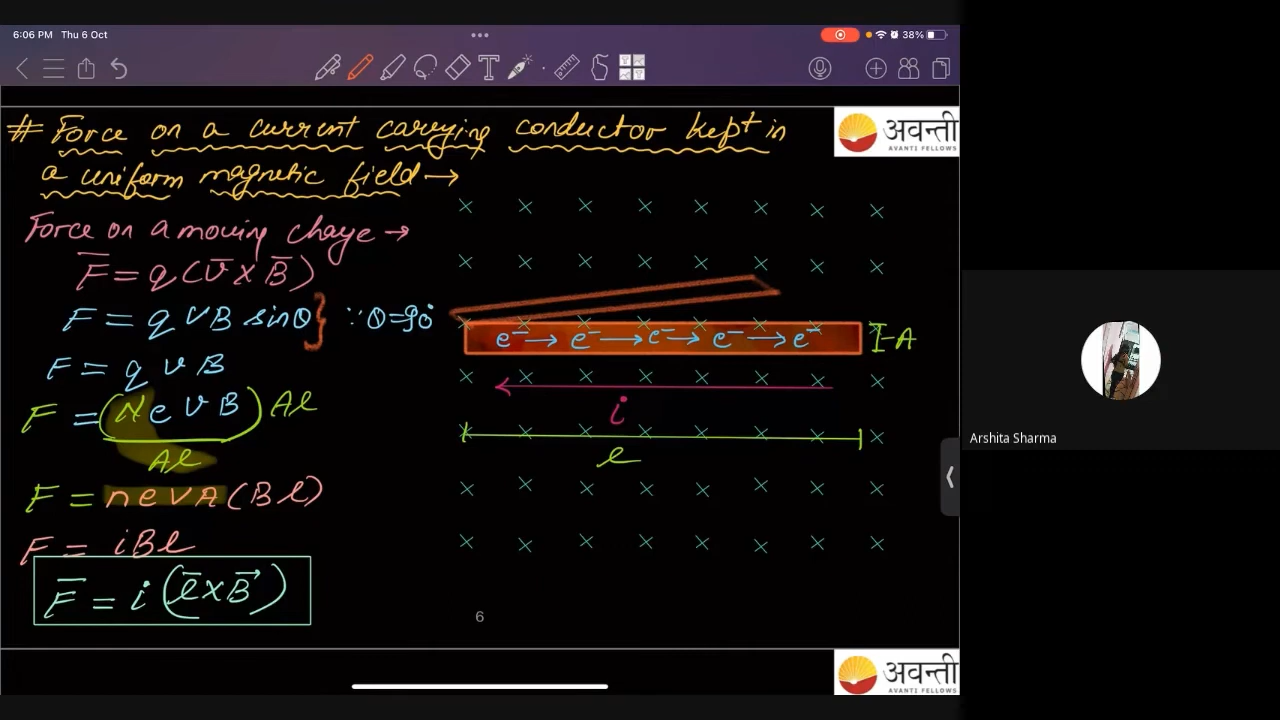 6:06 PM Thu 6 Oct
38%
# Force on a current carrying conductor kept in
a uniform magnetic field →
अवन्ती
AVANTI FELLOWS
Force on a moving charge →
F̄ = q(v̄ × B̄)
F = qVB sinθ} ∵ θ=90°
e⁻ → e⁻ → e⁻ → e⁻ → e⁻
A
F = qVB
i
F = (NeVB) Al
Al
l
F = neVA(Bl)
F = iBl
F̄ = i(l̄×B⃗)
6
Arshita Sharma
अवन्ती
AVANTI FELLOWS